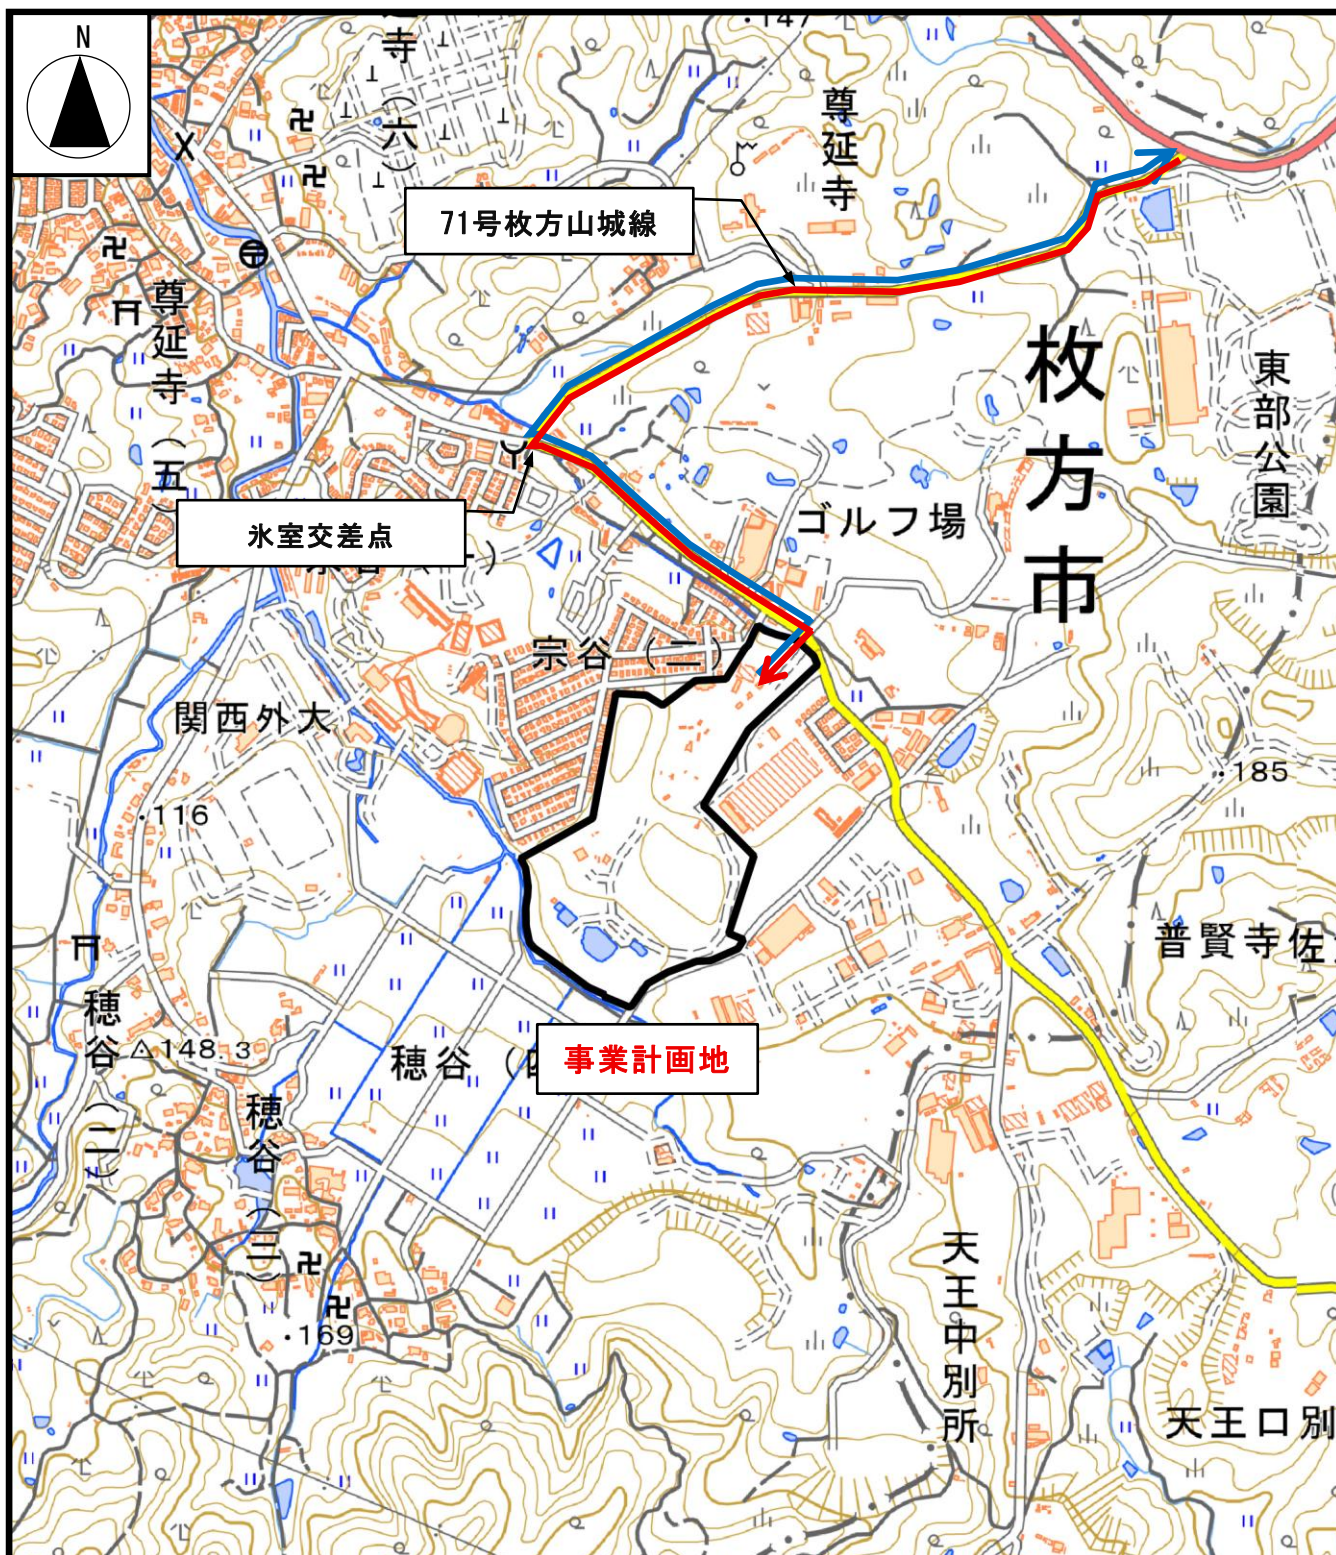 N
・147
寺(六)
尊延寺
71号枚方山城線
尊延寺(五)
枚方市
東部公園
氷室交差点
ゴルフ場
宗谷(二)
関西外大
・116
・185
普賢寺佐
穂谷(二)
148.3
穂谷
事業計画地
穂谷(三)
・169
天王中別所
天王口別